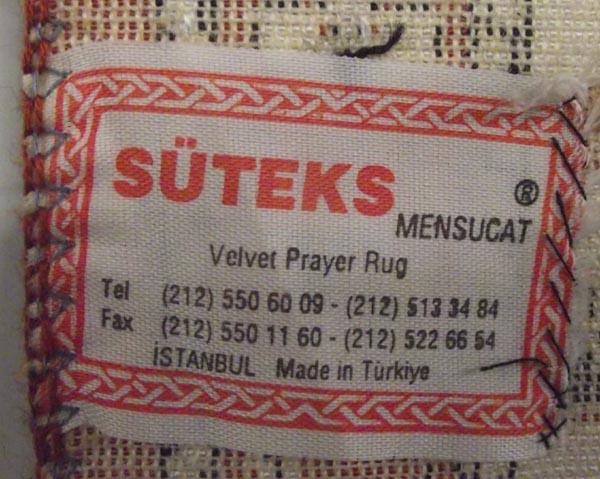 SÜTEKS ®
MENSUCAT
Velvet Prayer Rug
Tel (212) 550 60 09 - (212) 513 34 84
Fax (212) 550 11 60 - (212) 522 66 54
İSTANBUL Made in Türkiye